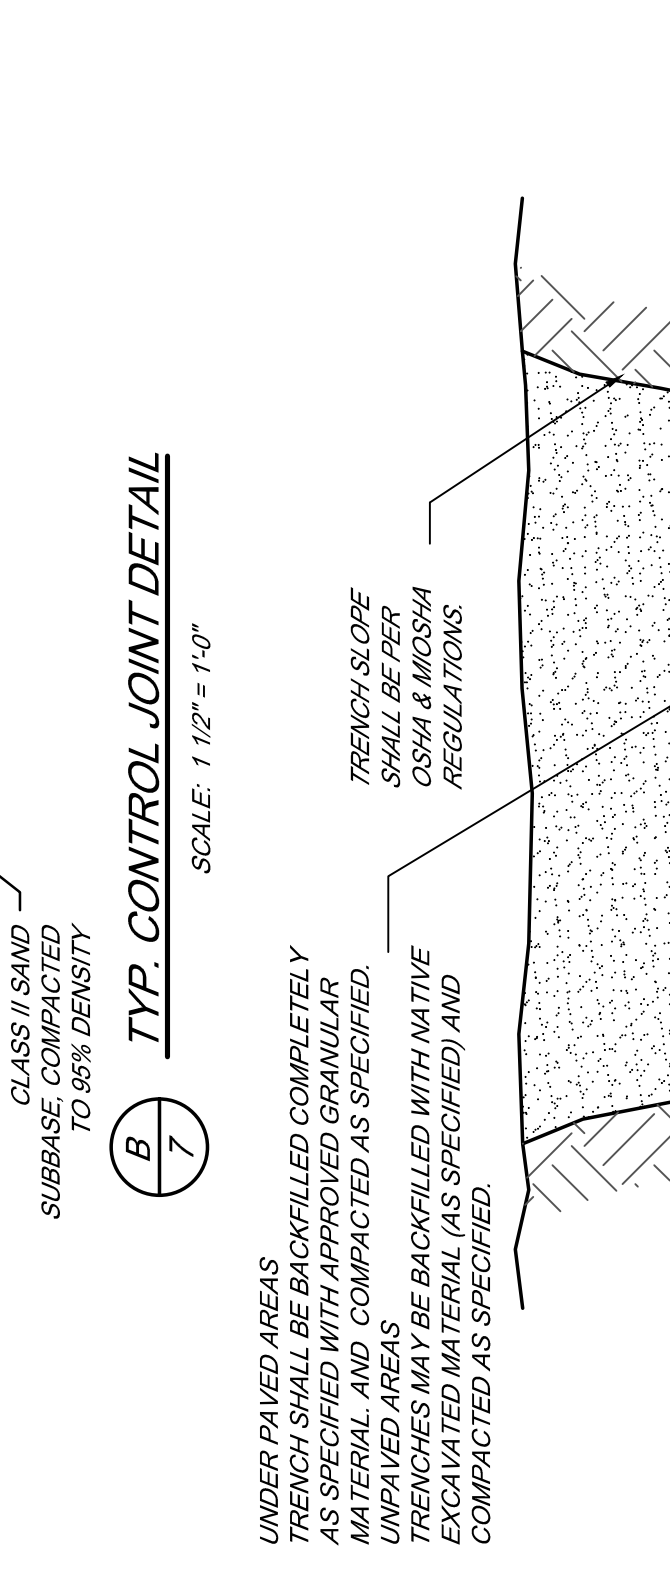 CLASS II SAND
SUBBASE, COMPACTED
TO 95% DENSITY
B
7
TYP. CONTROL JOINT DETAIL
SCALE: 1 1/2" = 1'-0"
UNDER PAVED AREAS
TRENCH SHALL BE BACKFILLED COMPLETELY
AS SPECIFIED WITH APPROVED GRANULAR
MATERIAL. AND COMPACTED AS SPECIFIED.
UNPAVED AREAS
TRENCHES MAY BE BACKFILLED WITH NATIVE
EXCAVATED MATERIAL (AS SPECIFIED) AND
COMPACTED AS SPECIFIED.
TRENCH SLOPE
SHALL BE PER
OSHA & MIOSHA
REGULATIONS.